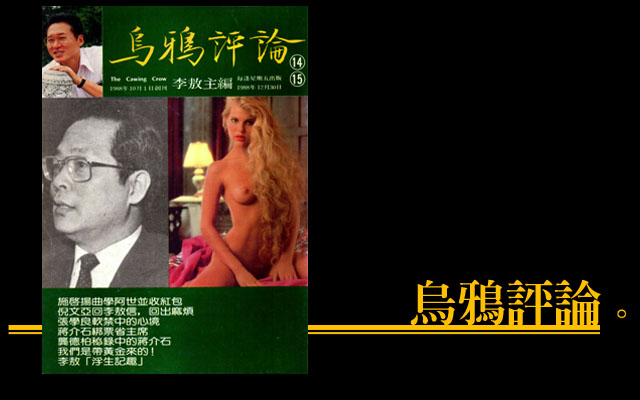 烏鴉評論
14
15
The Cawing Crow
李敖主編
每逢星期五出版
1988年10月1日創刊
1988年12月30日
施啓揚曲學阿世並收紅包
倪文亞回李敖信，回出麻煩
張學良軟禁中的心境
蔣介石綁票省主席
龔德柏秘錄中的蔣介石
我們是帶黃金來的！
李敖「浮生記趣」
烏鴉評論。